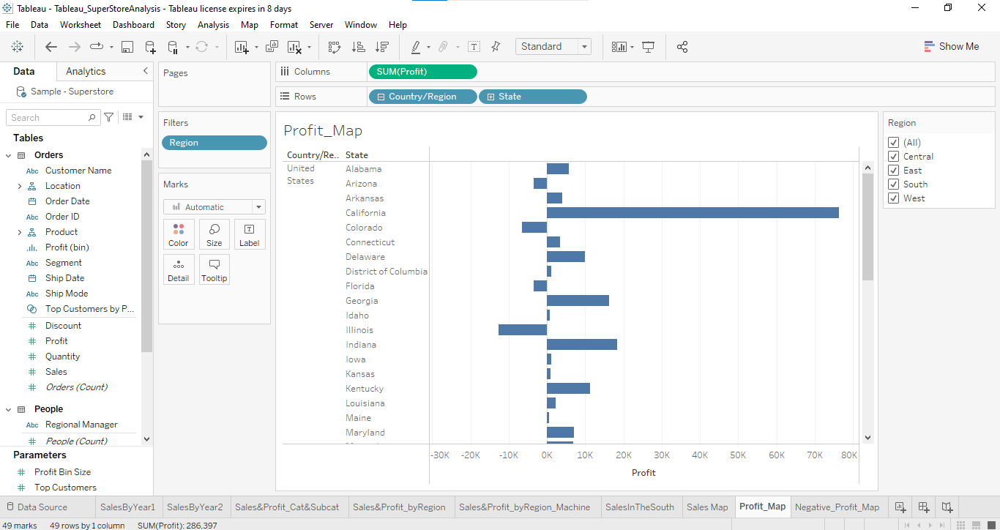 Tableau - Tableau_SuperStoreAnalysis - Tableau license expires in 8 days
File Data Worksheet Dashboard Story Analysis Map Format Server Window Help
Standard
Show Me
Data Analytics
Sample - Superstore
Search
Tables
Orders
Abc Customer Name
Location
Order Date
Abc Order ID
Product
Profit (bin)
Abc Segment
Ship Date
Abc Ship Mode
Top Customers by P...
Discount
Profit
Quantity
Sales
Orders (Count)
People
Abc Regional Manager
People (Count)
Parameters
Profit Bin Size
Top Customers
Pages
Filters
Region
Marks
Automatic
Color Size Label
Detail Tooltip
Columns SUM(Profit)
Rows Country/Region State
Profit_Map
Country/Re.. State
United States
Alabama
Arizona
Arkansas
California
Colorado
Connecticut
Delaware
District of Columbia
Florida
Georgia
Idaho
Illinois
Indiana
Iowa
Kansas
Kentucky
Louisiana
Maine
Maryland
-30K -20K -10K 0K 10K 20K 30K 40K 50K 60K 70K 80K
Profit
Region
(All)
Central
East
South
West
Data Source SalesByYear1 SalesByYear2 Sales&Profit_Cat&Subcat Sales&Profit_byRegion Sales&Profit_byRegion_Machine SalesInTheSouth Sales Map Profit_Map Negative_Profit_Map
49 marks 49 rows by 1 column SUM(Profit): 286,397